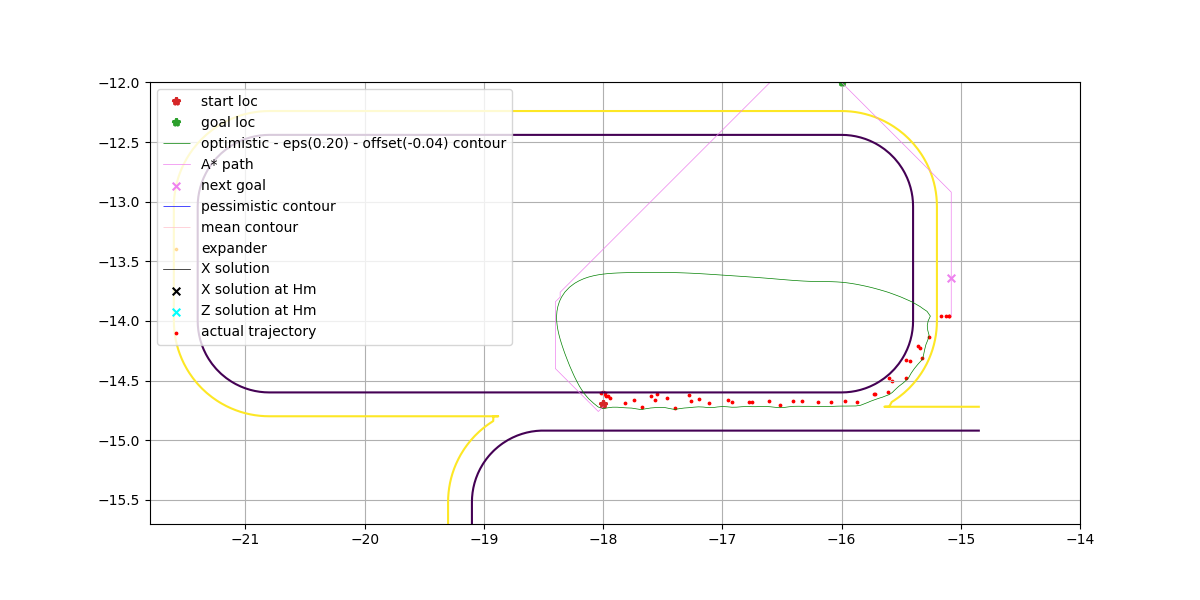 −12.0
−12.5
−13.0
−13.5
−14.0
−14.5
−15.0
−15.5
start loc
goal loc
optimistic - eps(0.20) - offset(-0.04) contour
A* path
next goal
pessimistic contour
mean contour
expander
X solution
X solution at Hm
Z solution at Hm
actual trajectory
−21 −20 −19 −18 −17 −16 −15 −14